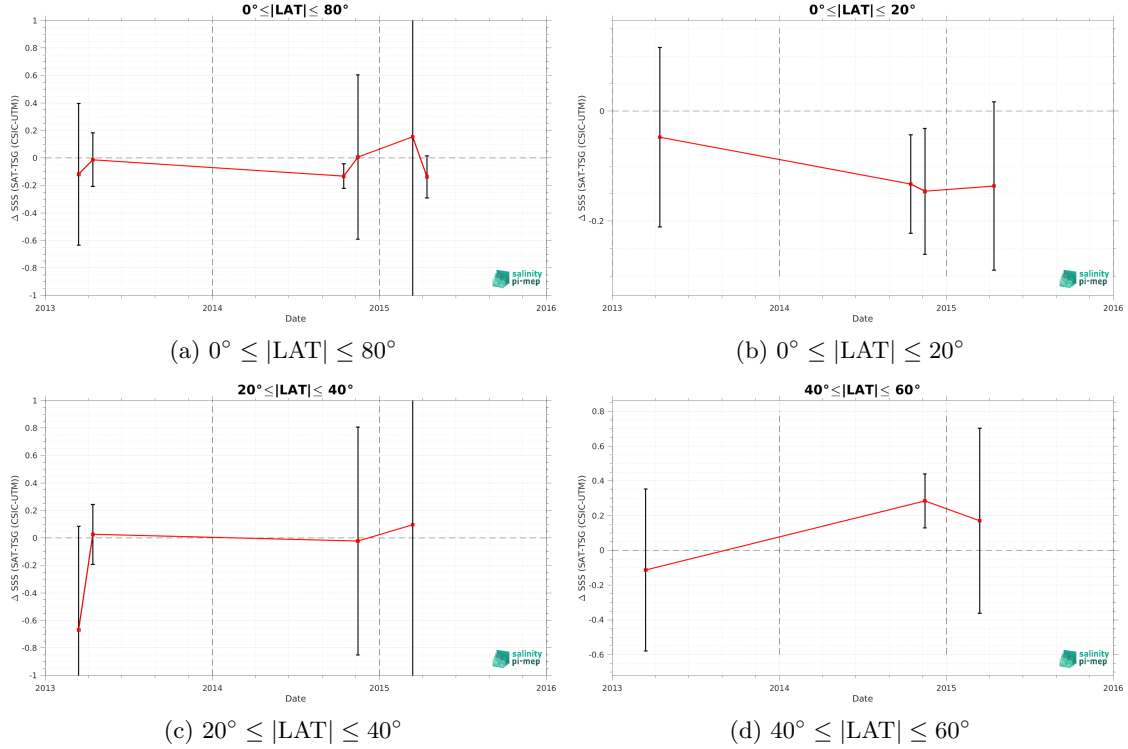 0°≤|LAT|≤ 80°
1
0.8
0.6
0.4
0.2
0
-0.2
-0.4
-0.6
-0.8
-1
Δ SSS (SAT-TSG (CSIC-UTM))
2013
2014
2015
2016
Date
salinity
pi-mep
(a) 0° ≤ |LAT| ≤ 80°
0°≤|LAT|≤ 20°
0
-0.2
Δ SSS (SAT-TSG (CSIC-UTM))
2013
2014
2015
2016
Date
salinity
pi-mep
(b) 0° ≤ |LAT| ≤ 20°
20°≤|LAT|≤ 40°
1
0.8
0.6
0.4
0.2
0
-0.2
-0.4
-0.6
-0.8
-1
Δ SSS (SAT-TSG (CSIC-UTM))
2013
2014
2015
2016
Date
salinity
pi-mep
(c) 20° ≤ |LAT| ≤ 40°
40°≤|LAT|≤ 60°
0.8
0.6
0.4
0.2
0
-0.2
-0.4
-0.6
Δ SSS (SAT-TSG (CSIC-UTM))
2013
2014
2015
2016
Date
salinity
pi-mep
(d) 40° ≤ |LAT| ≤ 60°